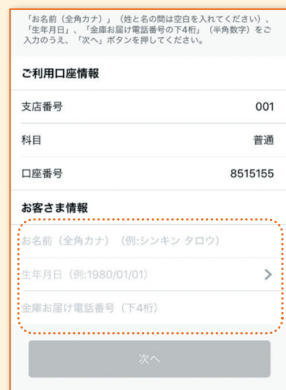 「お名前（全角カナ）」（姓と名の間は空白を入れてください）、
「生年月日」、「金庫お届け電話番号の下4桁」（半角数字）をご
入力のうえ、「次へ」ボタンを押してください。
ご利用口座情報
支店番号 001
科目 普通
口座番号 8515155
お客さま情報
お名前（全角カナ）（例:シンキン タロウ）
生年月日（例:1980/01/01）
金庫お届け電話番号（下4桁）
次へ